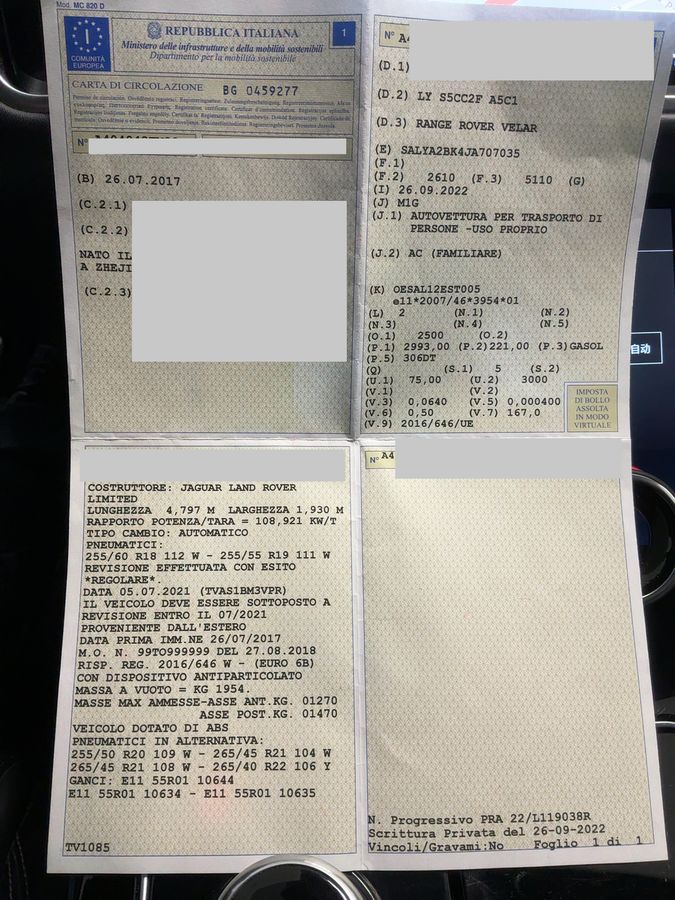 Mod. MC 820 D
I
COMUNITÀ
EUROPEA
REPUBBLICA ITALIANA
Ministero delle infrastrutture e della mobilità sostenibili
Dipartimento per la mobilità sostenibile
1
CARTA DI CIRCOLAZIONE
BG 0459277
N°
(B) 26.07.2017
(C.2.1)
(C.2.2)
NATO IL
A ZHEJI
(C.2.3)
N° A4
(D.1)
(D.2) LY S5CC2F A5C1
(D.3) RANGE ROVER VELAR
(E) SALYA2BK4JA707035
(F.1)
(F.2) 2610 (F.3) 5110 (G)
(I) 26.09.2022
(J) M1G
(J.1) AUTOVETTURA PER TRASPORTO DI
PERSONE -USO PROPRIO
(J.2) AC (FAMILIARE)
(K) OESAL12EST005
e11*2007/46*3954*01
(L) 2 (N.1) (N.2)
(N.3) (N.4) (N.5)
(O.1) 2500 (O.2)
(P.1) 2993,00 (P.2)221,00 (P.3)GASOL
(P.5) 306DT
(Q) (S.1) 5 (S.2)
(U.1) 75,00 (U.2) 3000
(V.1) (V.2)
(V.3) 0,0640 (V.5) 0,000400
(V.6) 0,50 (V.7) 167,0
(V.9) 2016/646/UE
IMPOSTA
DI BOLLO
ASSOLTA
IN MODO
VIRTUALE
自动
COSTRUTTORE: JAGUAR LAND ROVER
LIMITED
LUNGHEZZA 4,797 M LARGHEZZA 1,930 M
RAPPORTO POTENZA/TARA = 108,921 KW/T
TIPO CAMBIO: AUTOMATICO
PNEUMATICI:
255/60 R18 112 W - 255/55 R19 111 W
REVISIONE EFFETTUATA CON ESITO
*REGOLARE*.
DATA 05.07.2021 (TVAS1BM3VPR)
IL VEICOLO DEVE ESSERE SOTTOPOSTO A
REVISIONE ENTRO IL 07/2021
PROVENIENTE DALL'ESTERO
DATA PRIMA IMM.NE 26/07/2017
M.O. N. 99TO999999 DEL 27.08.2018
RISP. REG. 2016/646 W - (EURO 6B)
CON DISPOSITIVO ANTIPARTICOLATO
MASSA A VUOTO = KG 1954.
MASSE MAX AMMESSE-ASSE ANT.KG. 01270
ASSE POST.KG. 01470
VEICOLO DOTATO DI ABS
PNEUMATICI IN ALTERNATIVA:
255/50 R20 109 W - 265/45 R21 104 W
265/45 R21 108 W - 265/40 R22 106 Y
GANCI: E11 55R01 10644
E11 55R01 10634 - E11 55R01 10635
TV1085
N° A4
N. Progressivo PRA 22/L119038R
Scrittura Privata del 26-09-2022
Vincoli/Gravami:No Foglio 1 di 1